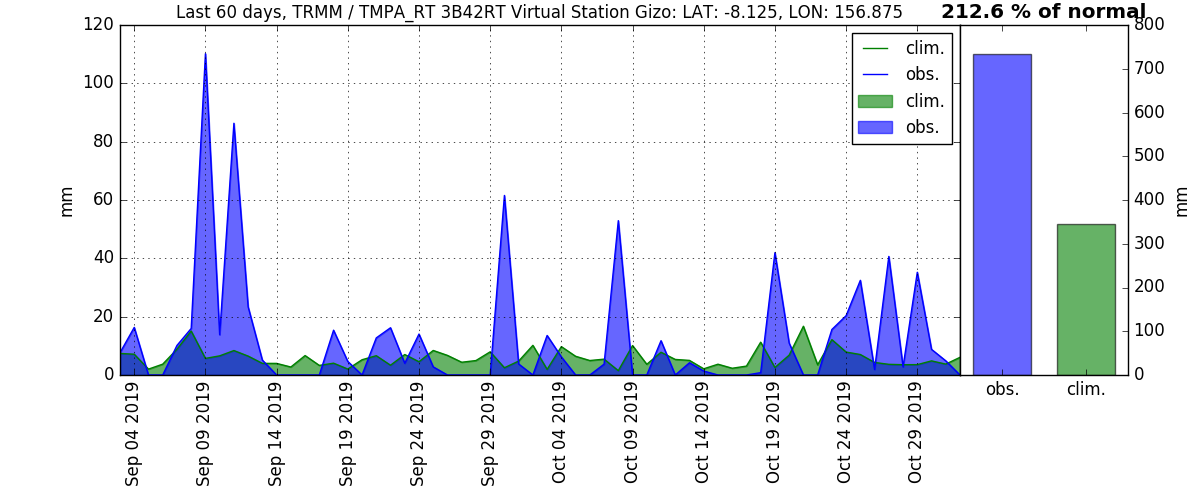 Last 60 days, TRMM / TMPA_RT 3B42RT Virtual Station Gizo: LAT: -8.125, LON: 156.875
212.6 % of normal
mm
120
100
80
60
40
20
0
clim.
obs.
clim.
obs.
Sep 04 2019
Sep 09 2019
Sep 14 2019
Sep 19 2019
Sep 24 2019
Sep 29 2019
Oct 04 2019
Oct 09 2019
Oct 14 2019
Oct 19 2019
Oct 24 2019
Oct 29 2019
800
700
600
500
400
300
200
100
0
mm
obs.
clim.